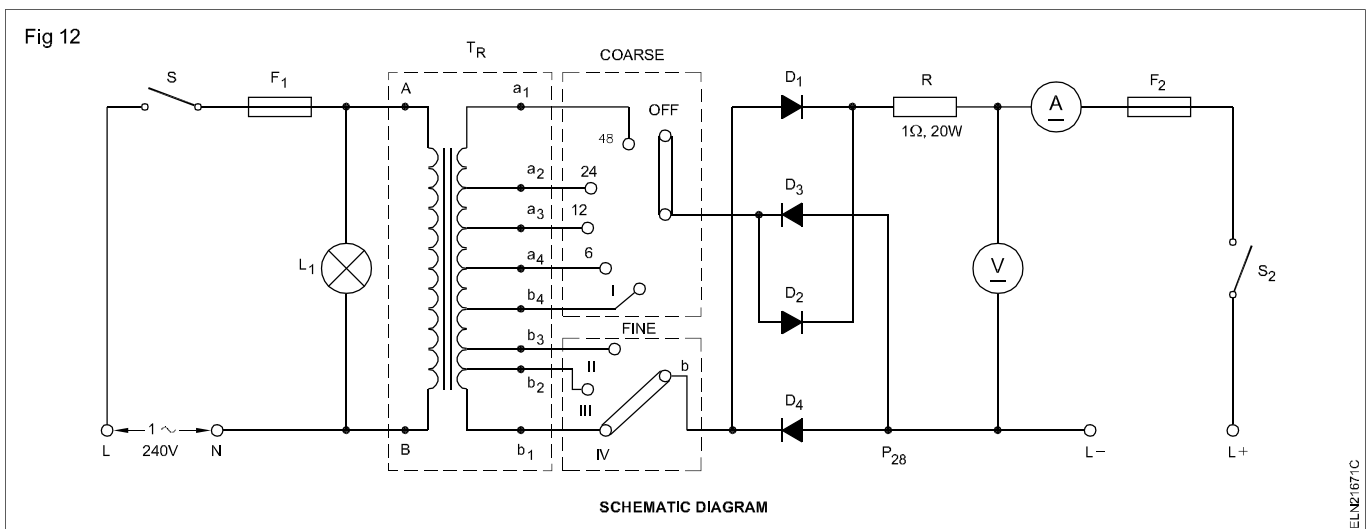 Fig 12
T_R
COARSE
S
F1
A
a1
OFF
48
D1
R
1Ω, 20W
A
F2
a2
24
a3
12
D3
a4
6
L1
b4
I
V
S2
FINE
D2
b3
II
b
b2
III
D4
L
1 ~
240V
N
B
b1
IV
P28
L−
L+
SCHEMATIC DIAGRAM
ELN21671C